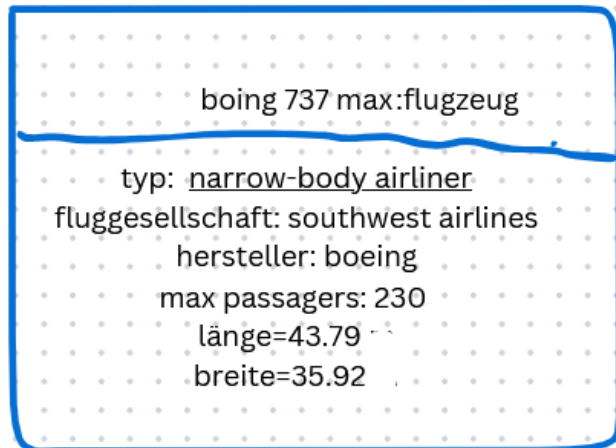 boing 737 max:flugzeug
typ: narrow-body airliner
fluggesellschaft: southwest airlines
hersteller: boeing
max passagers: 230
länge=43.79
breite=35.92